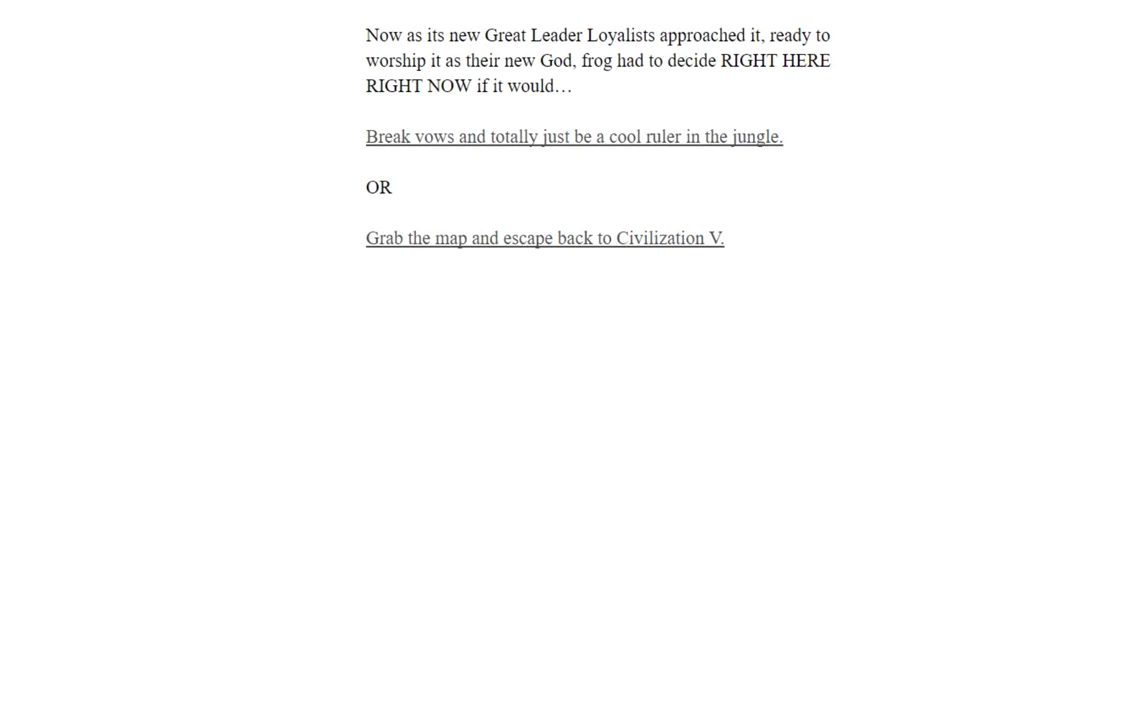 Now as its new Great Leader Loyalists approached it, ready to
worship it as their new God, frog had to decide RIGHT HERE
RIGHT NOW if it would…
Break vows and totally just be a cool ruler in the jungle.
OR
Grab the map and escape back to Civilization V.